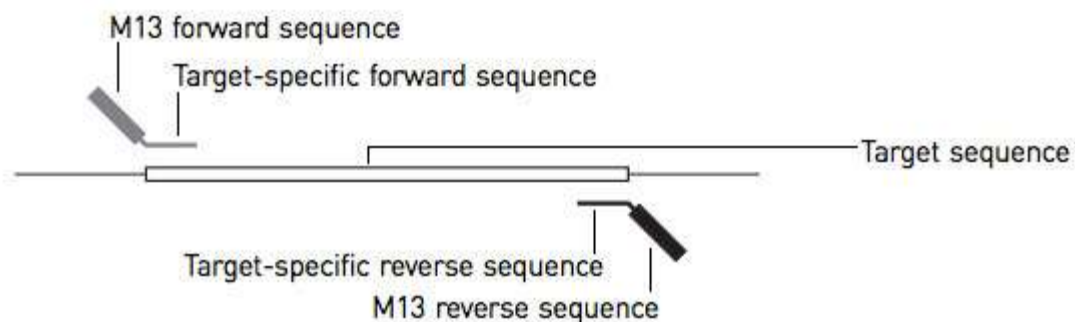 M13 forward sequence
Target-specific forward sequence
Target sequence
Target-specific reverse sequence
M13 reverse sequence